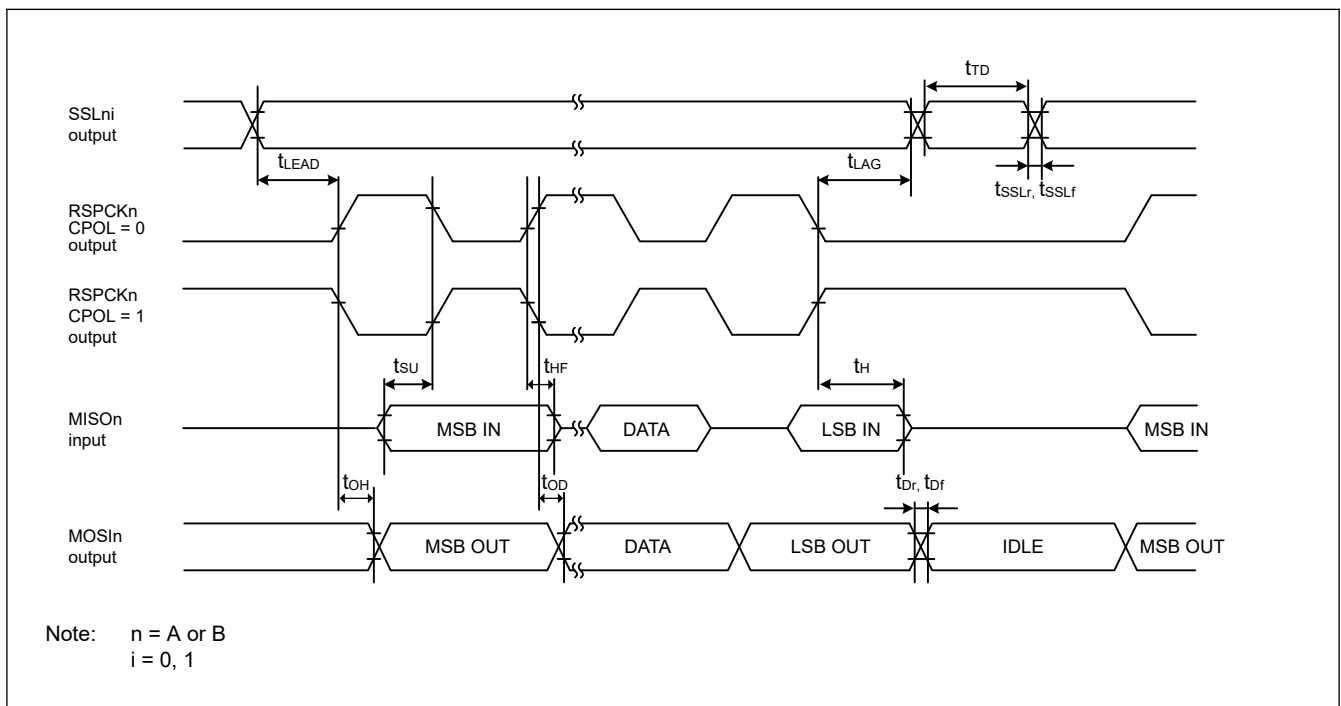 tTD
SSLni
output
tLEAD
tLAG
tSSLr, tSSLf
RSPCKn
CPOL = 0
output
RSPCKn
CPOL = 1
output
tSU
tHF
tH
MISOn
input
MSB IN
DATA
LSB IN
MSB IN
tOH
tOD
tDr, tDf
MOSIn
output
MSB OUT
DATA
LSB OUT
IDLE
MSB OUT
Note: n = A or B
i = 0, 1